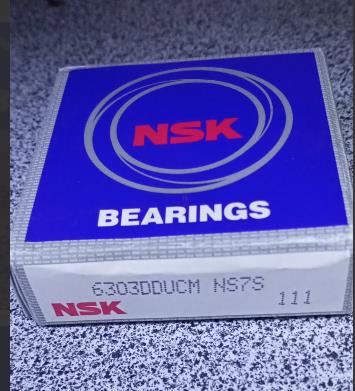 NSK
BEARINGS
6303DDUCM NS7S
NSK
111